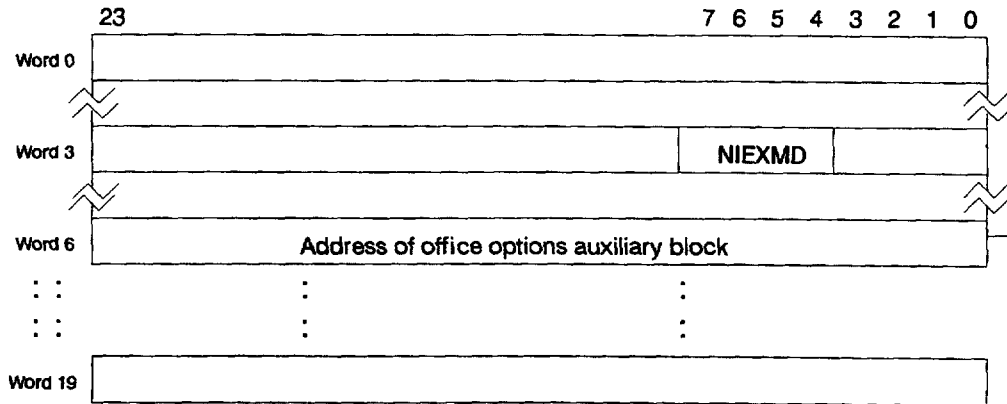 23 7 6 5 4 3 2 1 0
Word 0
Word 3 NIEXMD
Word 6 Address of office options auxiliary block
Word 19